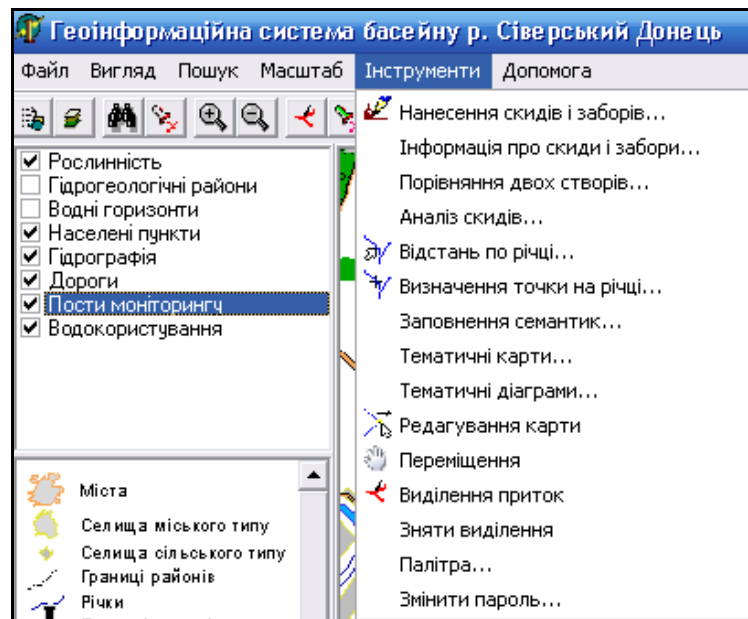 Геоінформаційна система басейну р. Сіверський Донець
Файл Вигляд Пошук Масштаб Інструменти Допомога
Рослинність
Гідрогеологічні райони
Водні горизонти
Населені пункти
Гідрографія
Дороги
Пости моніторингу
Водокористування
Міста
Селища міського типу
Селища сільського типу
Границі районів
Річки
Нанесення скидів і заборів...
Інформація про скиди і забори...
Порівняння двох створів...
Аналіз скидів...
Відстань по річці...
Визначення точки на річці...
Заповнення семантик...
Тематичні карти...
Тематичні діаграми...
Редагування карти
Переміщення
Виділення приток
Зняти виділення
Палітра...
Змінити пароль...